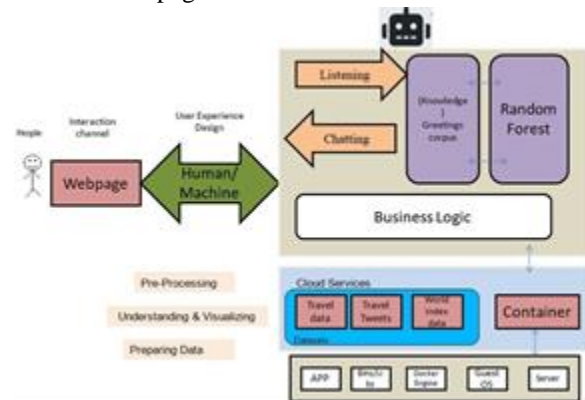 Listening
(Knowledge
)
Greetings
corpus
Random
Forest
Chatting
User Experience
Design
Interaction
channel
People
Webpage
Human/
Machine
Business Logic
Pre-Processing
Understanding & Visualizing
Preparing Data
Cloud Services
Travel
data
Travel
Tweets
World
index
data
Container
APP
Docker
Engine
Guest
OS
Server